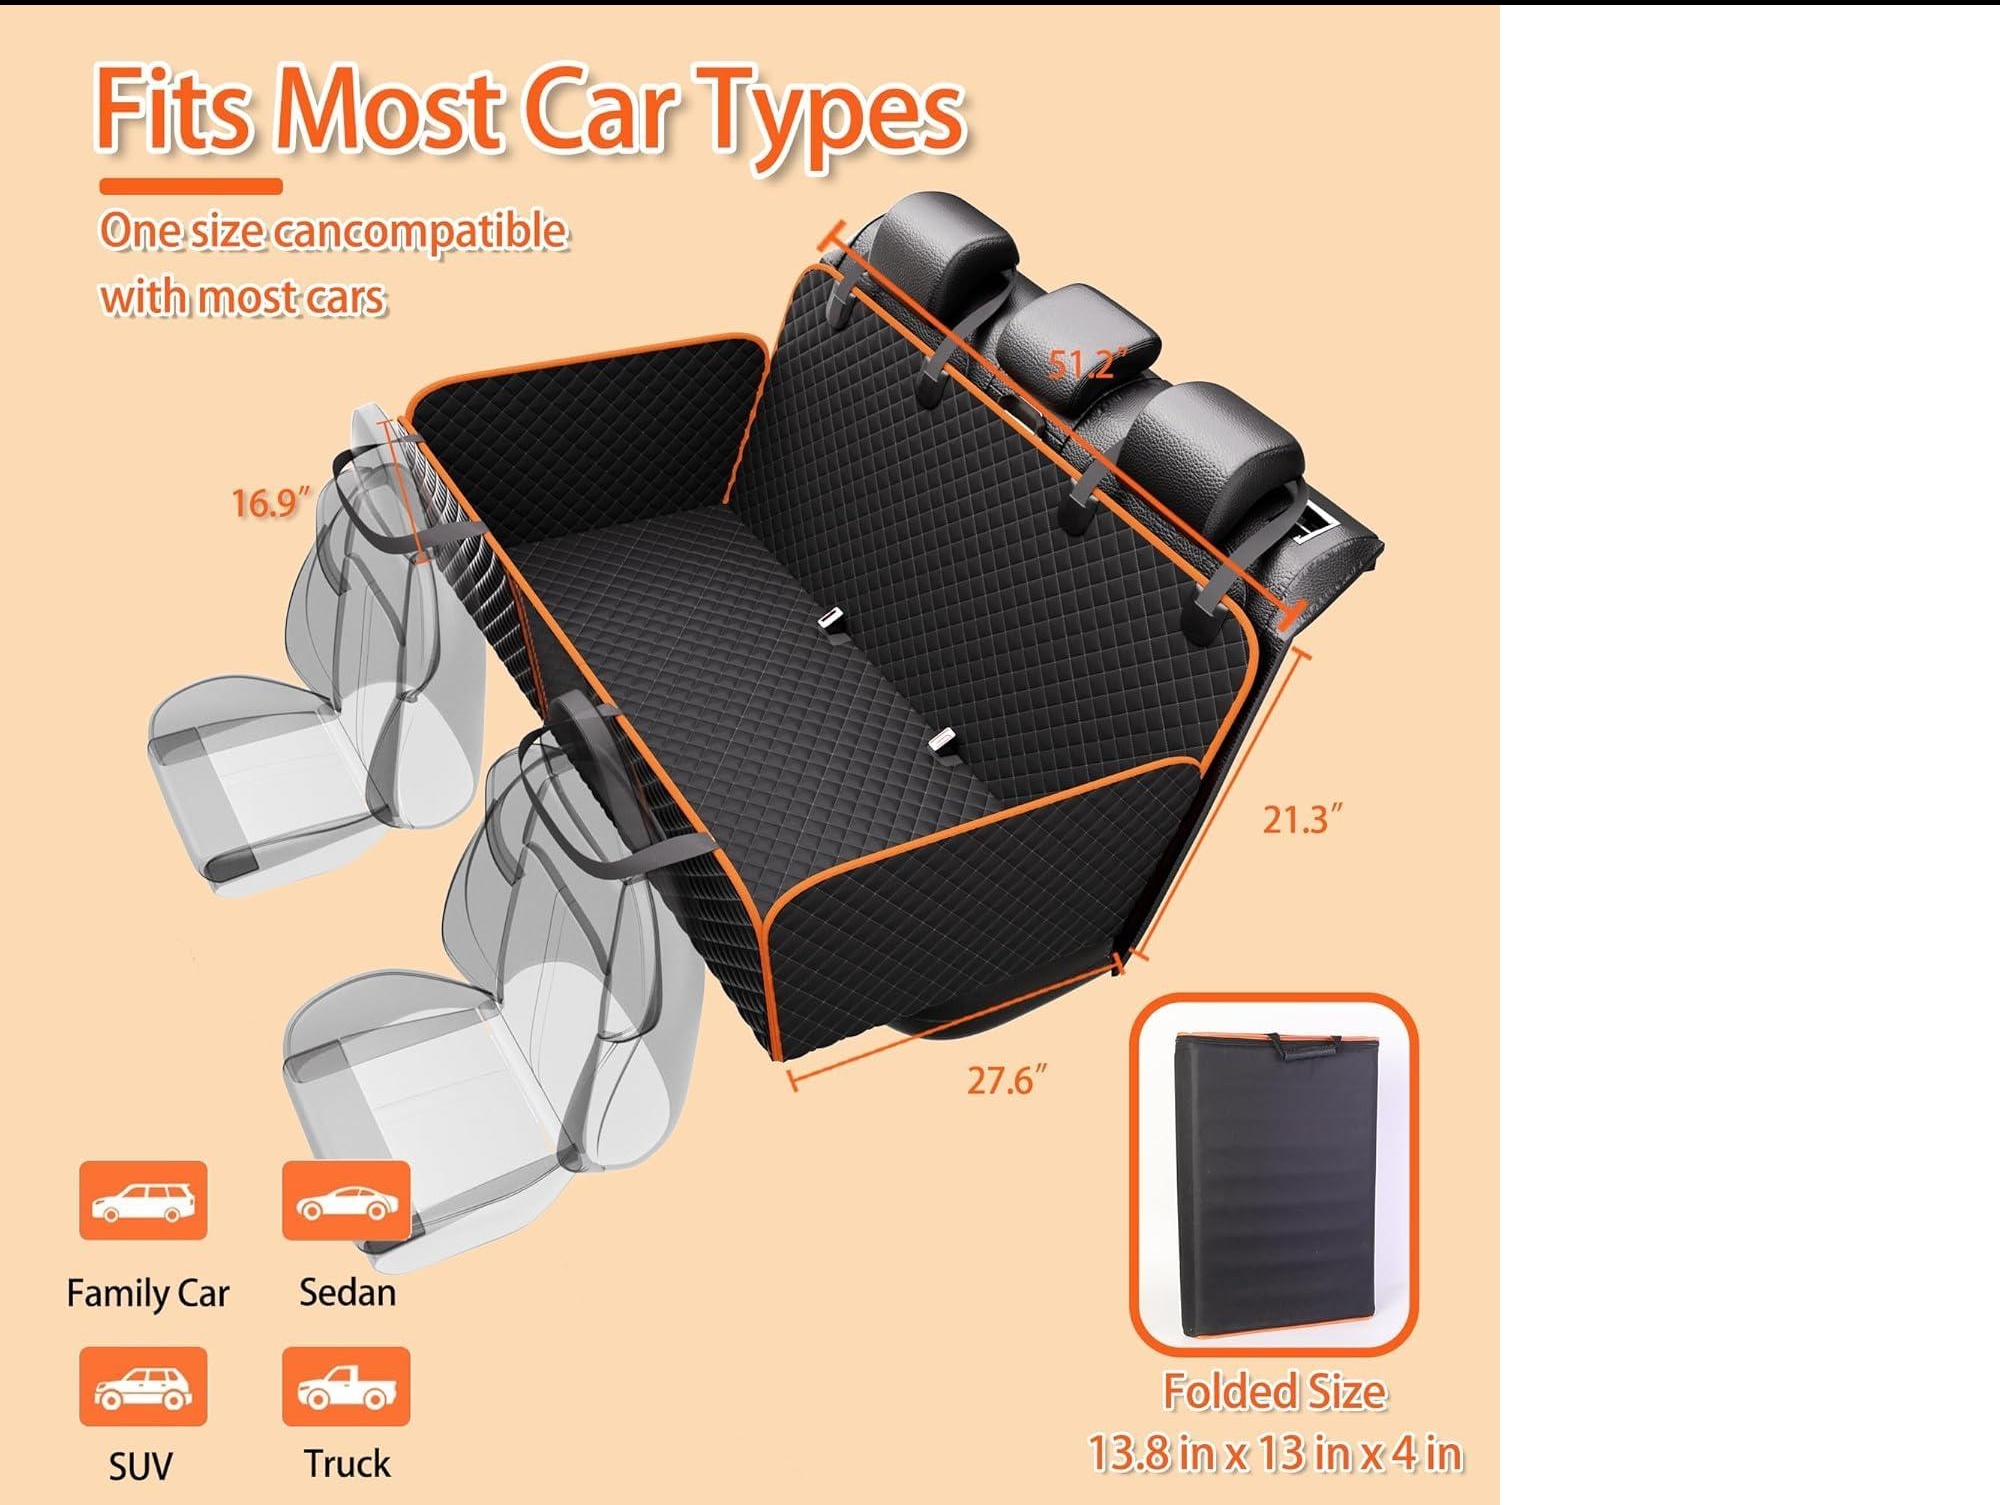 Fits Most Car Types
One size cancompatible
with most cars
51.2"
16.9"
21.3"
27.6"
Family Car
Sedan
SUV
Truck
Folded Size
13.8 in x 13 in x 4 in